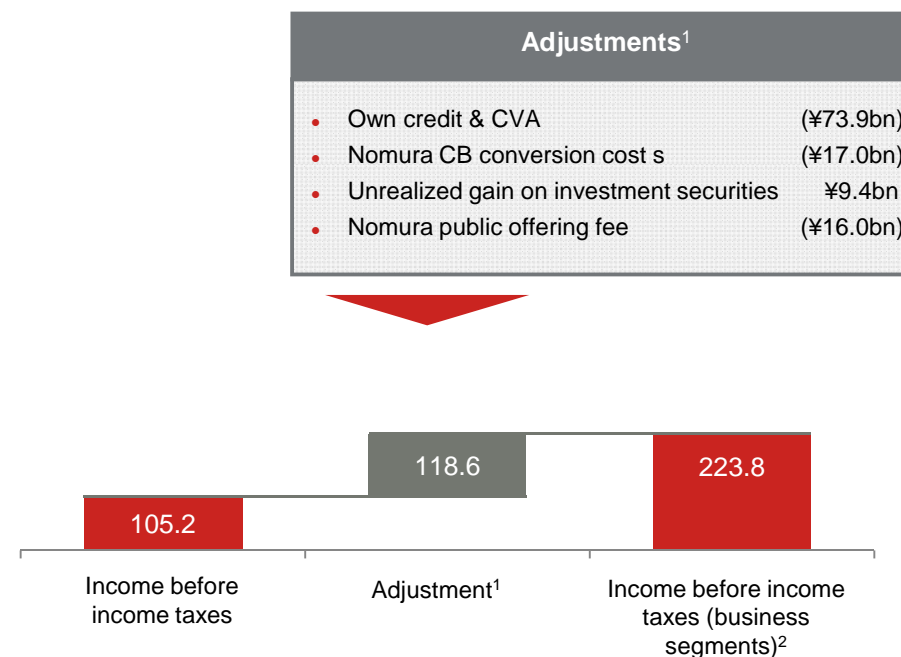 Adjustments¹
• Own credit & CVA (¥73.9bn)
• Nomura CB conversion cost s (¥17.0bn)
• Unrealized gain on investment securities ¥9.4bn
• Nomura public offering fee (¥16.0bn)
118.6
223.8
105.2
Income before
income taxes
Adjustment¹
Income before income
taxes (business
segments)²